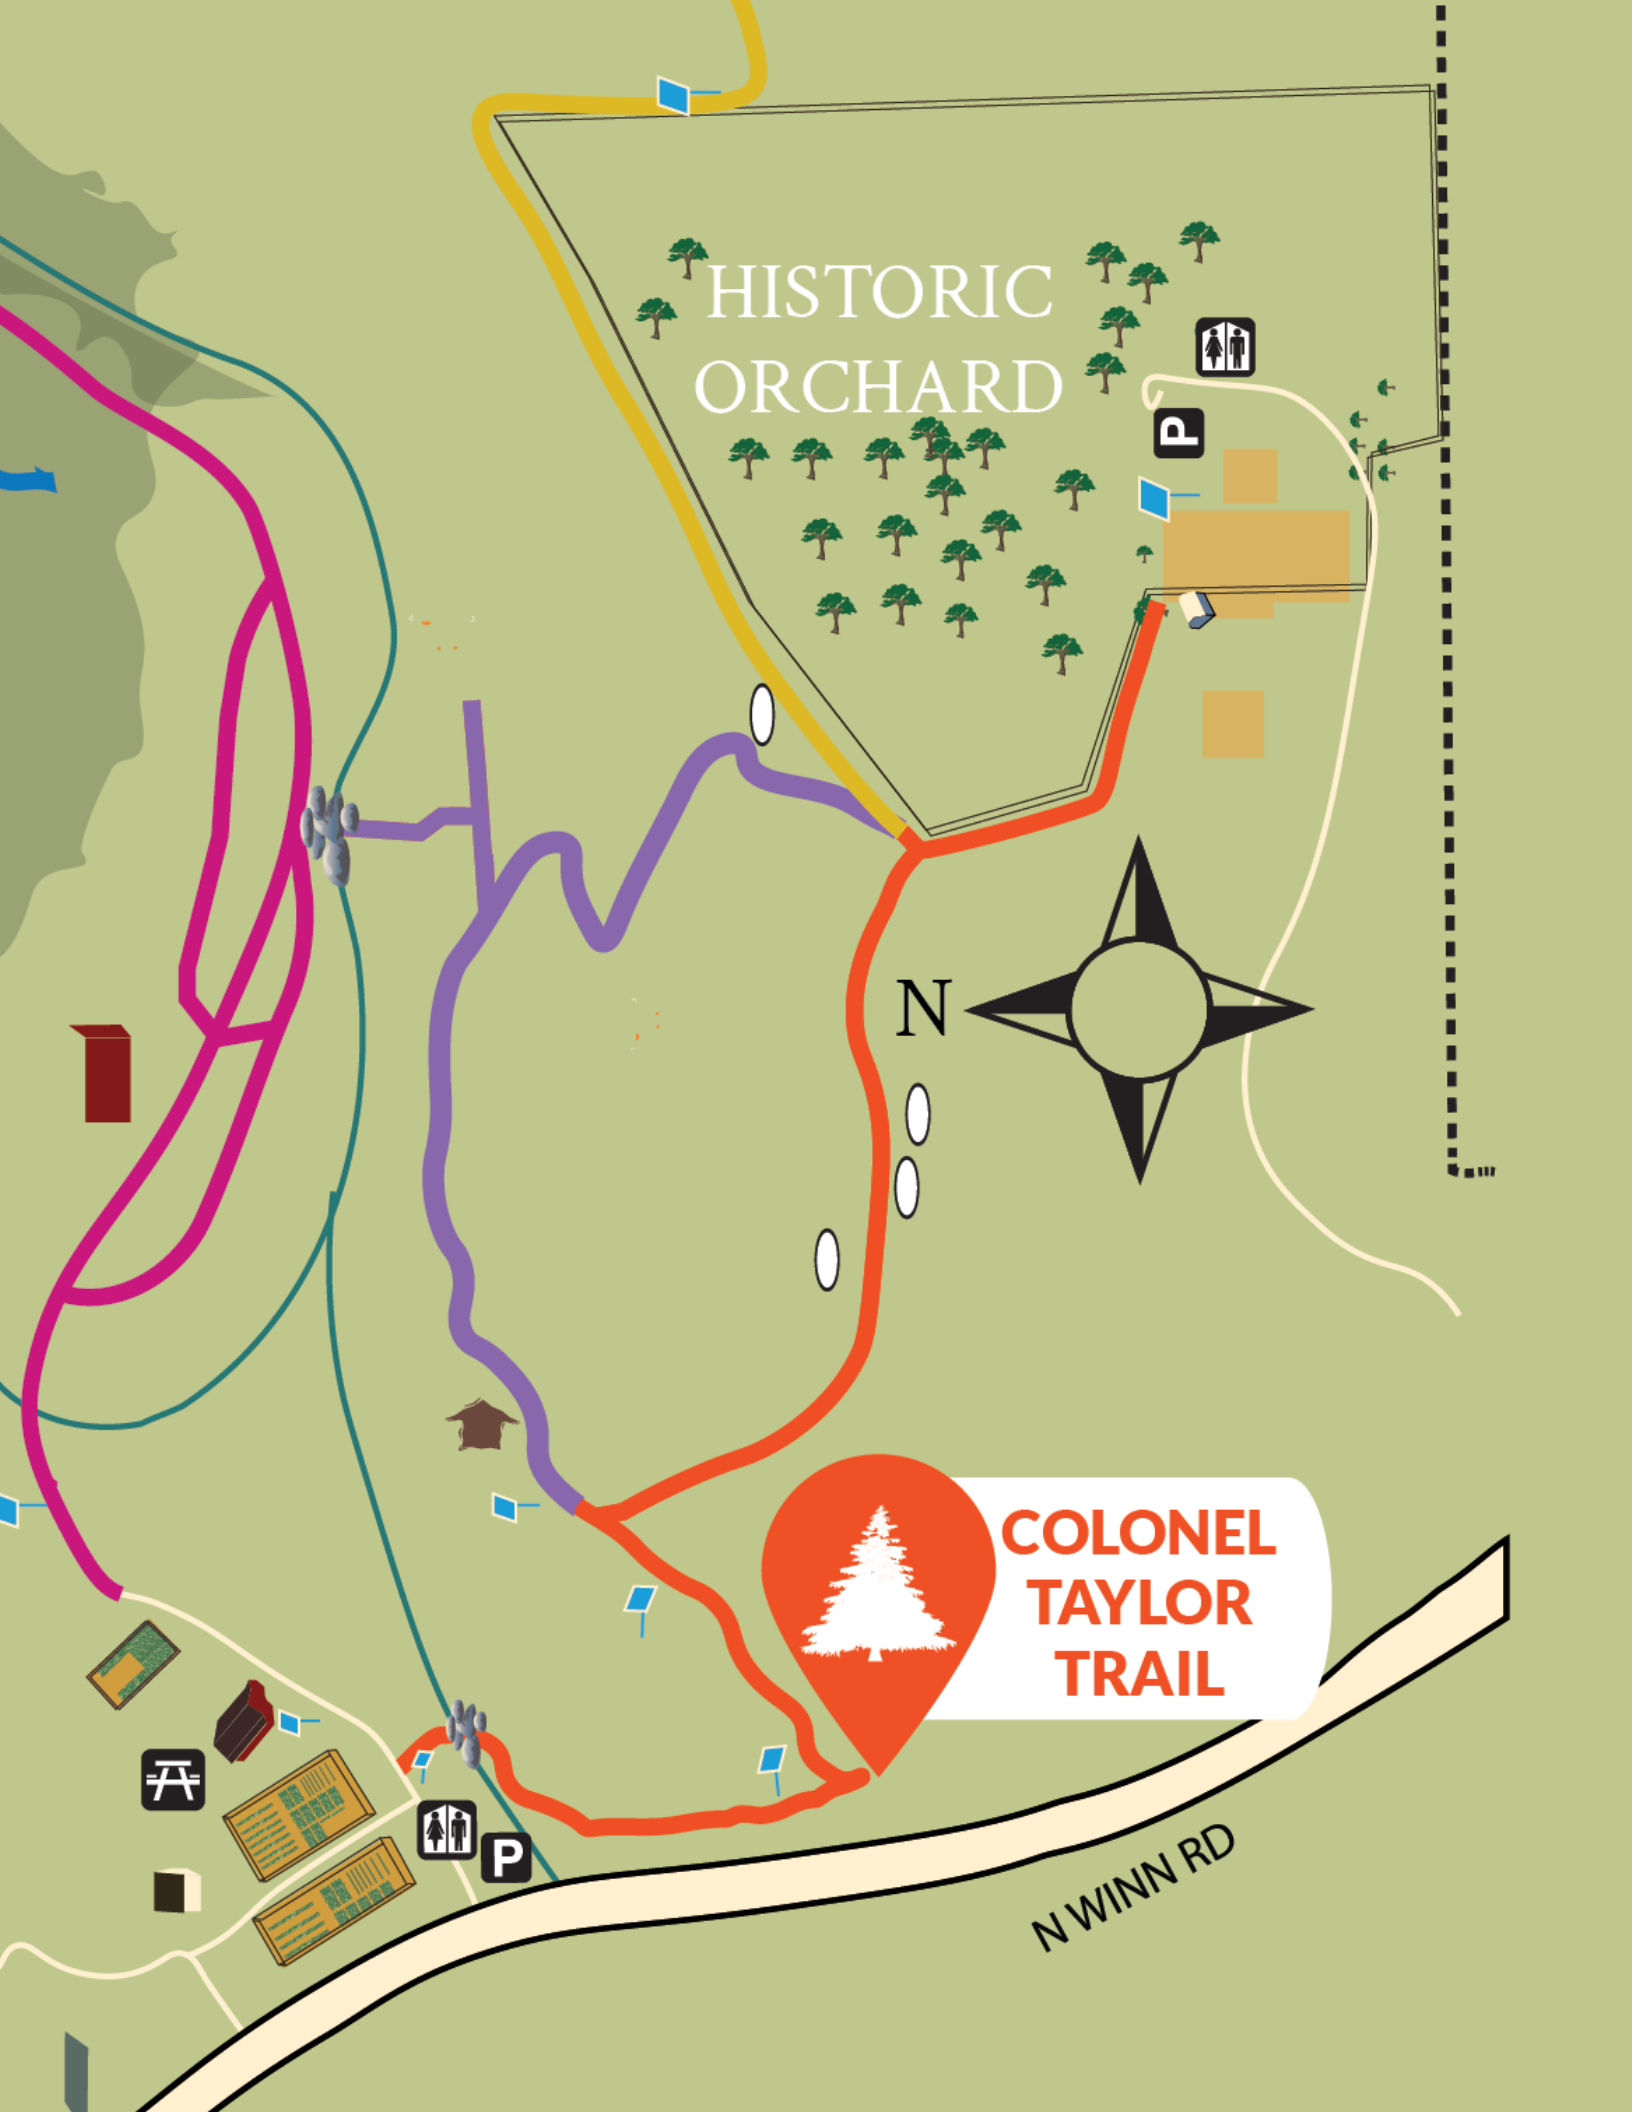 HISTORIC
ORCHARD
P
N
COLONEL
TAYLOR
TRAIL
P
N WINN RD